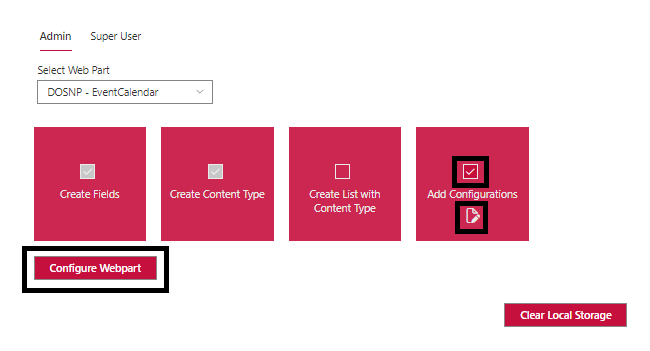 Admin Super User
Select Web Part
DOSNP - EventCalendar
Create Fields
Create Content Type
Create List with
Content Type
Add Configurations
Configure Webpart
Clear Local Storage